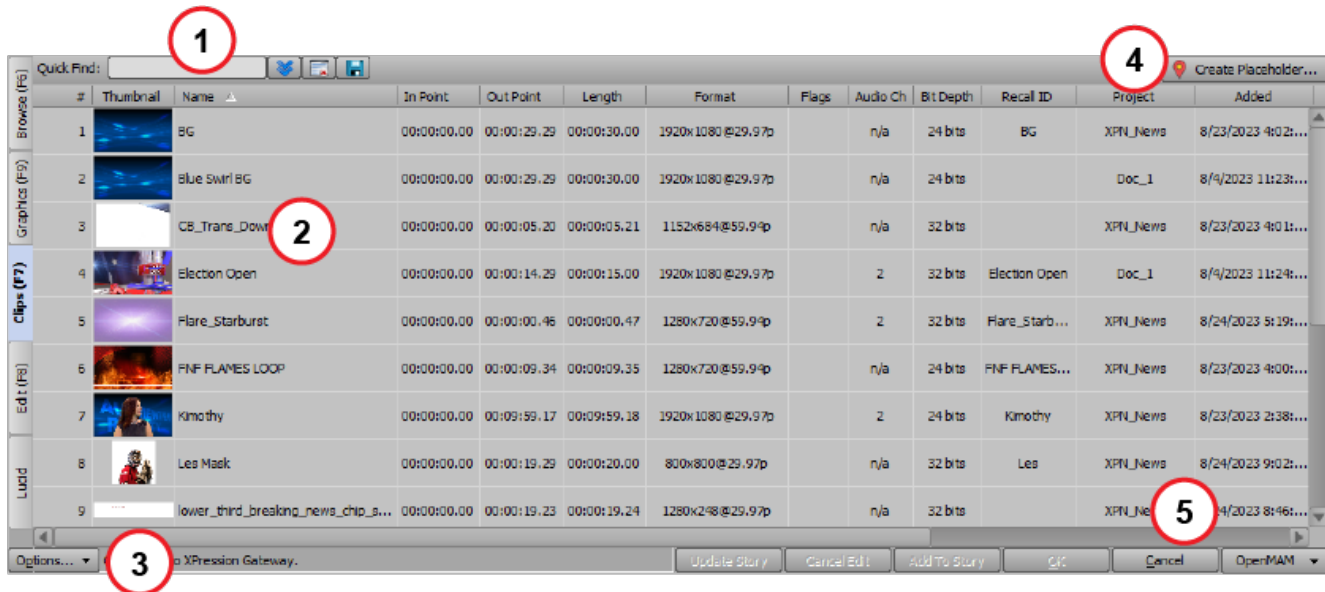 1
4
Quick Find:
Create Placeholder...
Browse (F6)
Graphics (F9)
Clips (F7)
Edit (F8)
Lucid
# Thumbnail Name In Point Out Point Length Format Flags Audio Ch Bit Depth Recall ID Project Added
1 BG 00:00:00.00 00:00:29.29 00:00:30.00 1920x1080@29.97p n/a 24 bits BG XPN_News 8/23/2023 4:02:...
2 Blue Swirl BG 00:00:00.00 00:00:29.29 00:00:30.00 1920x1080@29.97p n/a 24 bits Doc_1 8/4/2023 11:23:...
3 CB_Trans_Down 00:00:00.00 00:00:05.20 00:00:05.21 1152x684@59.94p n/a 32 bits XPN_News 8/23/2023 4:01:...
2
4 Election Open 00:00:00.00 00:00:14.29 00:00:15.00 1920x1080@29.97p 2 32 bits Election Open Doc_1 8/4/2023 11:24:...
5 Flare_Starburst 00:00:00.00 00:00:00.46 00:00:00.47 1280x720@59.94p 2 32 bits Flare_Starb... XPN_News 8/24/2023 5:19:...
6 FNF FLAMES LOOP 00:00:00.00 00:00:09.34 00:00:09.35 1280x720@59.94p n/a 24 bits FNF FLAMES... XPN_News 8/23/2023 4:00:...
7 Kimothy 00:00:00.00 00:09:59.17 00:09:59.18 1920x1080@29.97p 2 24 bits Kimothy XPN_News 8/23/2023 2:38:...
8 Les Mask 00:00:00.00 00:00:19.29 00:00:20.00 800x800@29.97p n/a 32 bits Les XPN_News 8/24/2023 9:02:...
9 lower_third_breaking_news_chip_s... 00:00:00.00 00:00:19.23 00:00:19.24 1280x248@29.97p n/a 32 bits XPN_Ne 4/2023 8:46:...
5
Options...
3
o XPression Gateway.
Update Story
Cancel Edit
Add To Story
OK
Cancel
OpenMAM